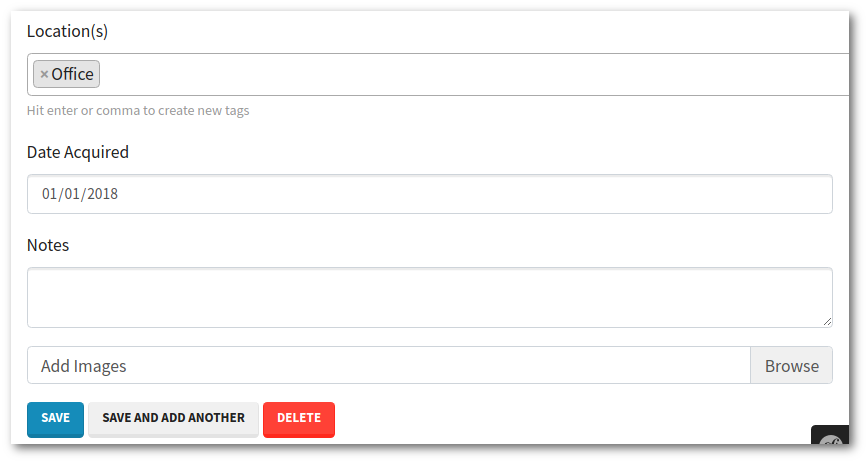 Location(s)
×Office
Hit enter or comma to create new tags
Date Acquired
01/01/2018
Notes
Add Images
Browse
SAVE
SAVE AND ADD ANOTHER
DELETE